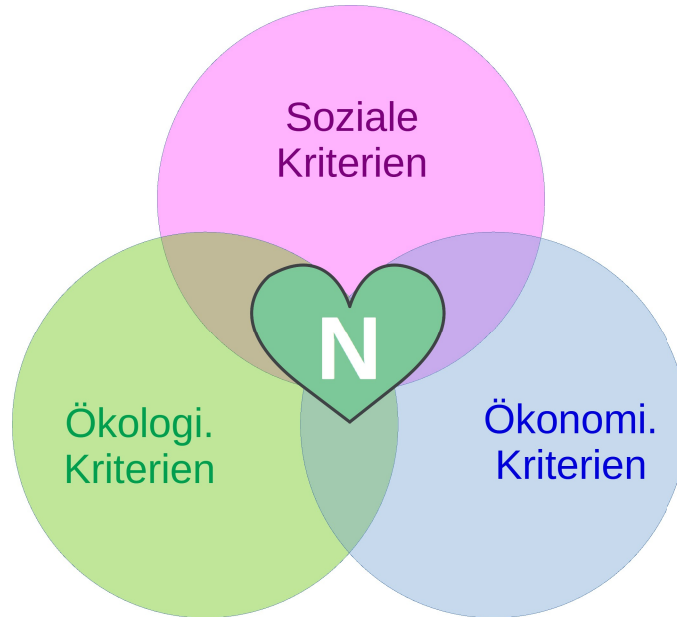 Soziale
Kriterien
N
Ökologi.
Kriterien
Ökonomi.
Kriterien